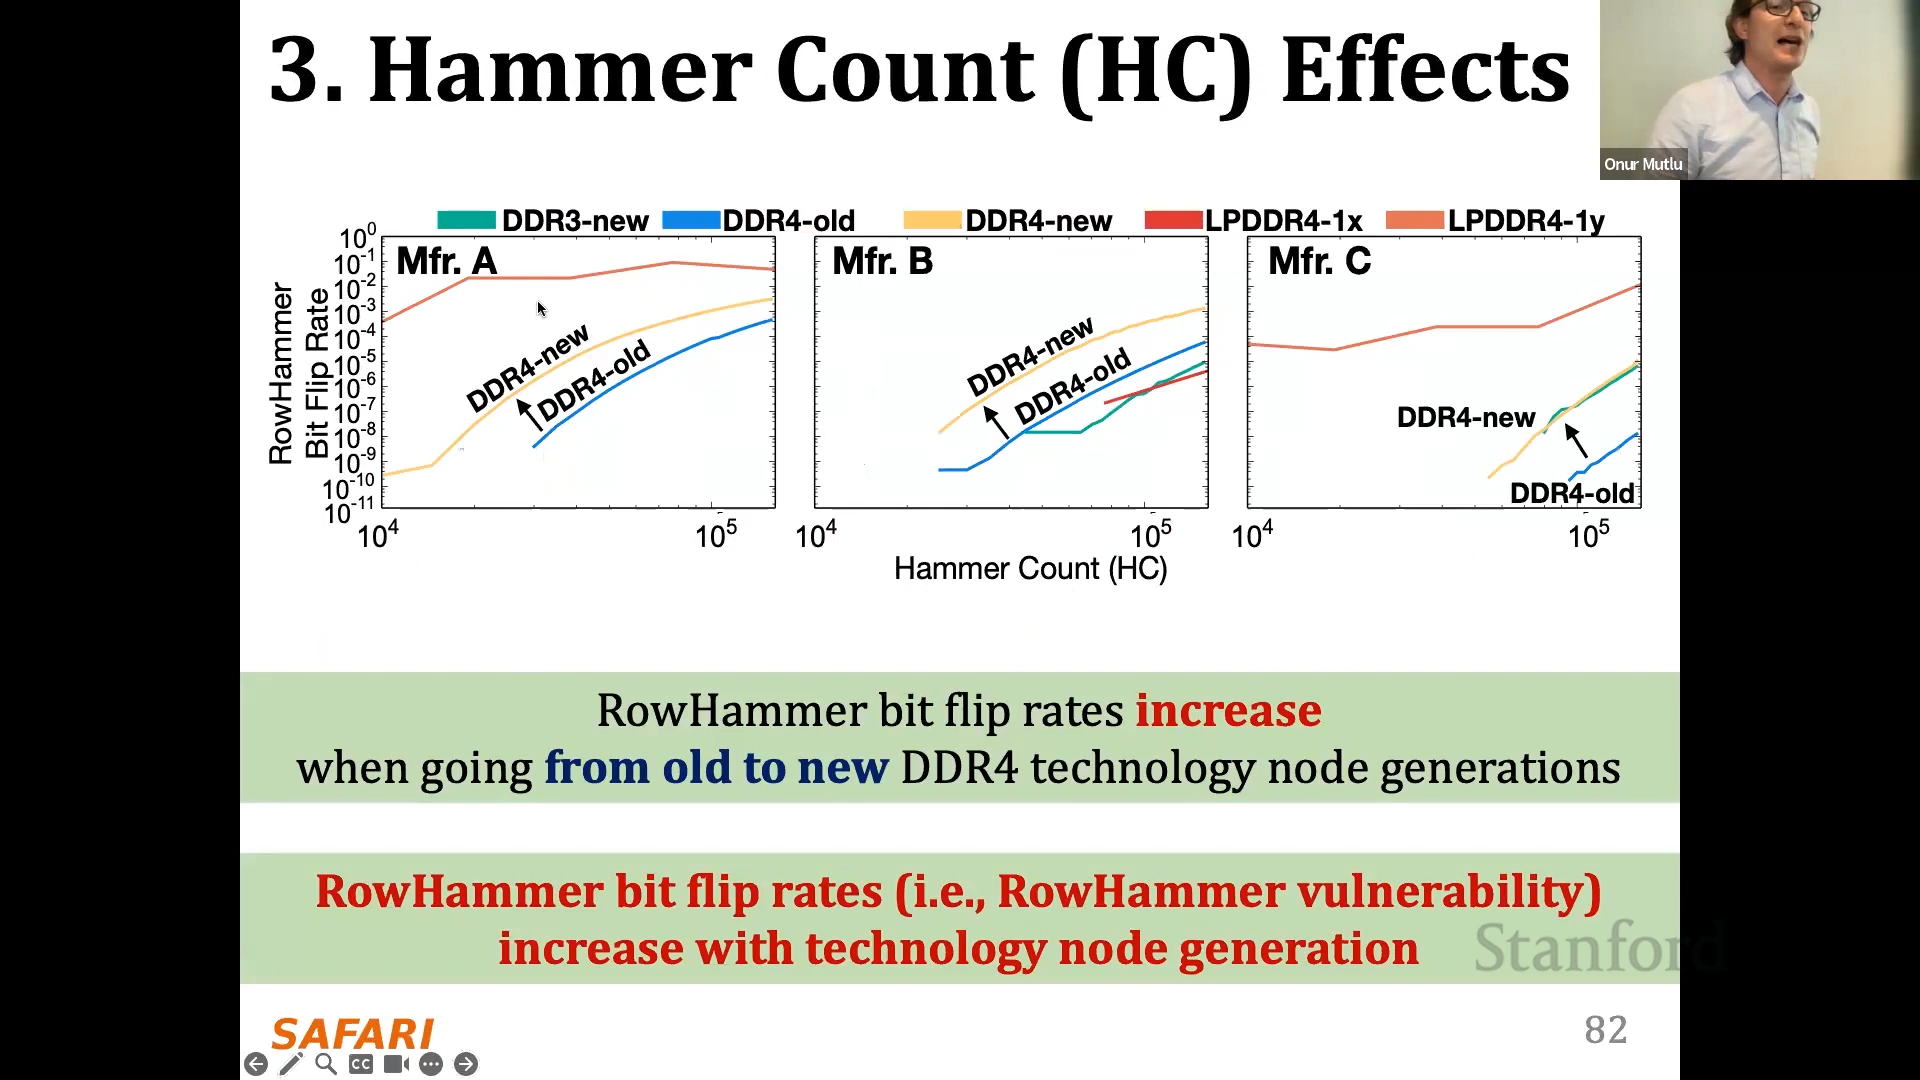 3. Hammer Count (HC) Effects
Onur Mutlu
DDR3-new DDR4-old DDR4-new LPDDR4-1x LPDDR4-1y
RowHammer
Bit Flip Rate
10^0
10^-1
10^-2
10^-3
10^-4
10^-5
10^-6
10^-7
10^-8
10^-9
10^-10
10^-11
Mfr. A
DDR4-new
DDR4-old
10^4 10^5
Mfr. B
DDR4-new
DDR4-old
10^4 10^5
Mfr. C
DDR4-new
DDR4-old
10^4 10^5
Hammer Count (HC)
RowHammer bit flip rates increase
when going from old to new DDR4 technology node generations
RowHammer bit flip rates (i.e., RowHammer vulnerability)
increase with technology node generation
Stanford
SAFARI
82
CC